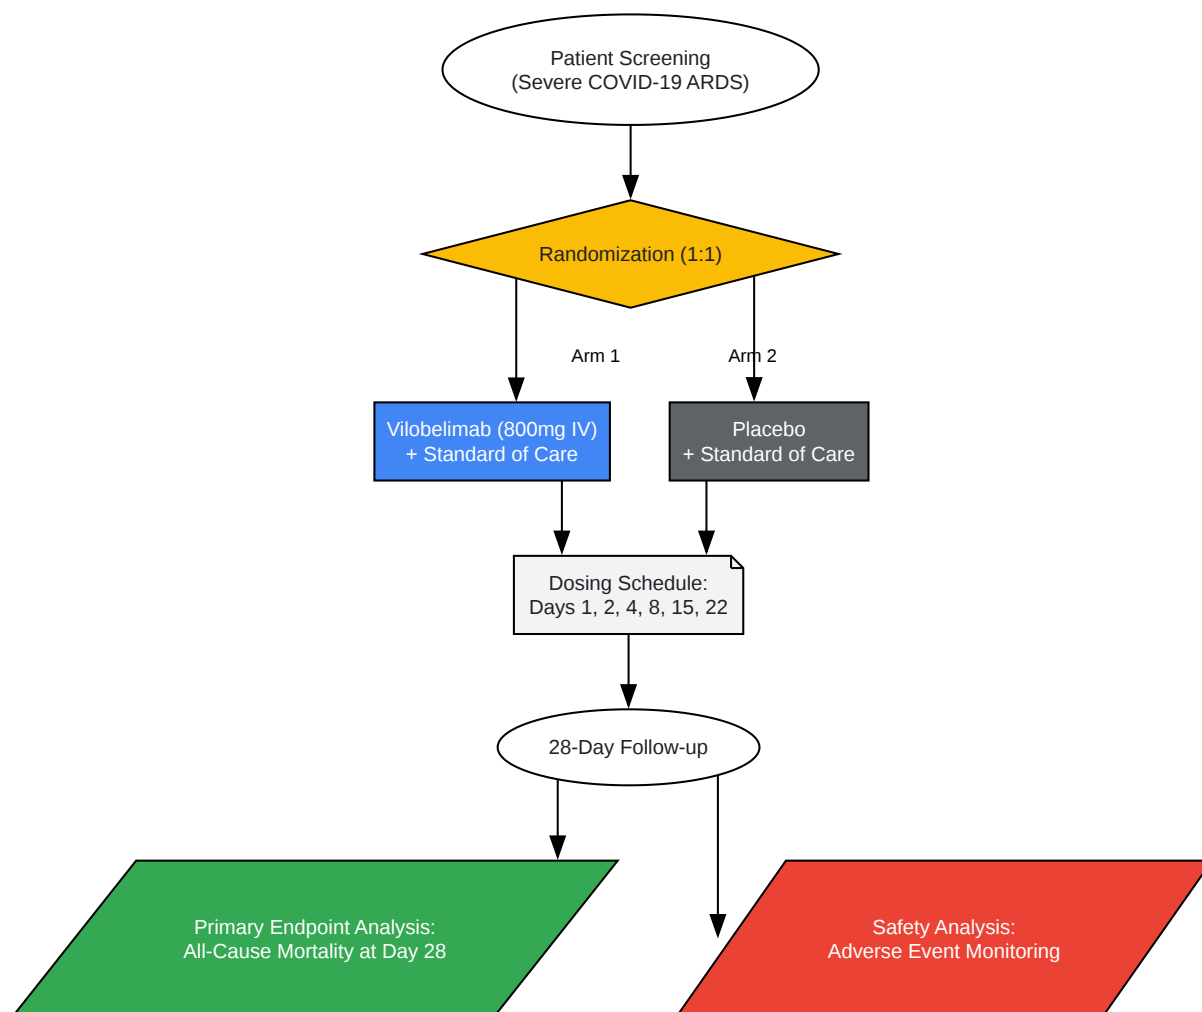 Patient Screening
(Severe COVID-19 ARDS)
Randomization (1:1)
Arm 1
Arm 2
Vilobelimab (800mg IV)
+ Standard of Care
Placebo
+ Standard of Care
Dosing Schedule:
Days 1, 2, 4, 8, 15, 22
28-Day Follow-up
Primary Endpoint Analysis:
All-Cause Mortality at Day 28
Safety Analysis:
Adverse Event Monitoring